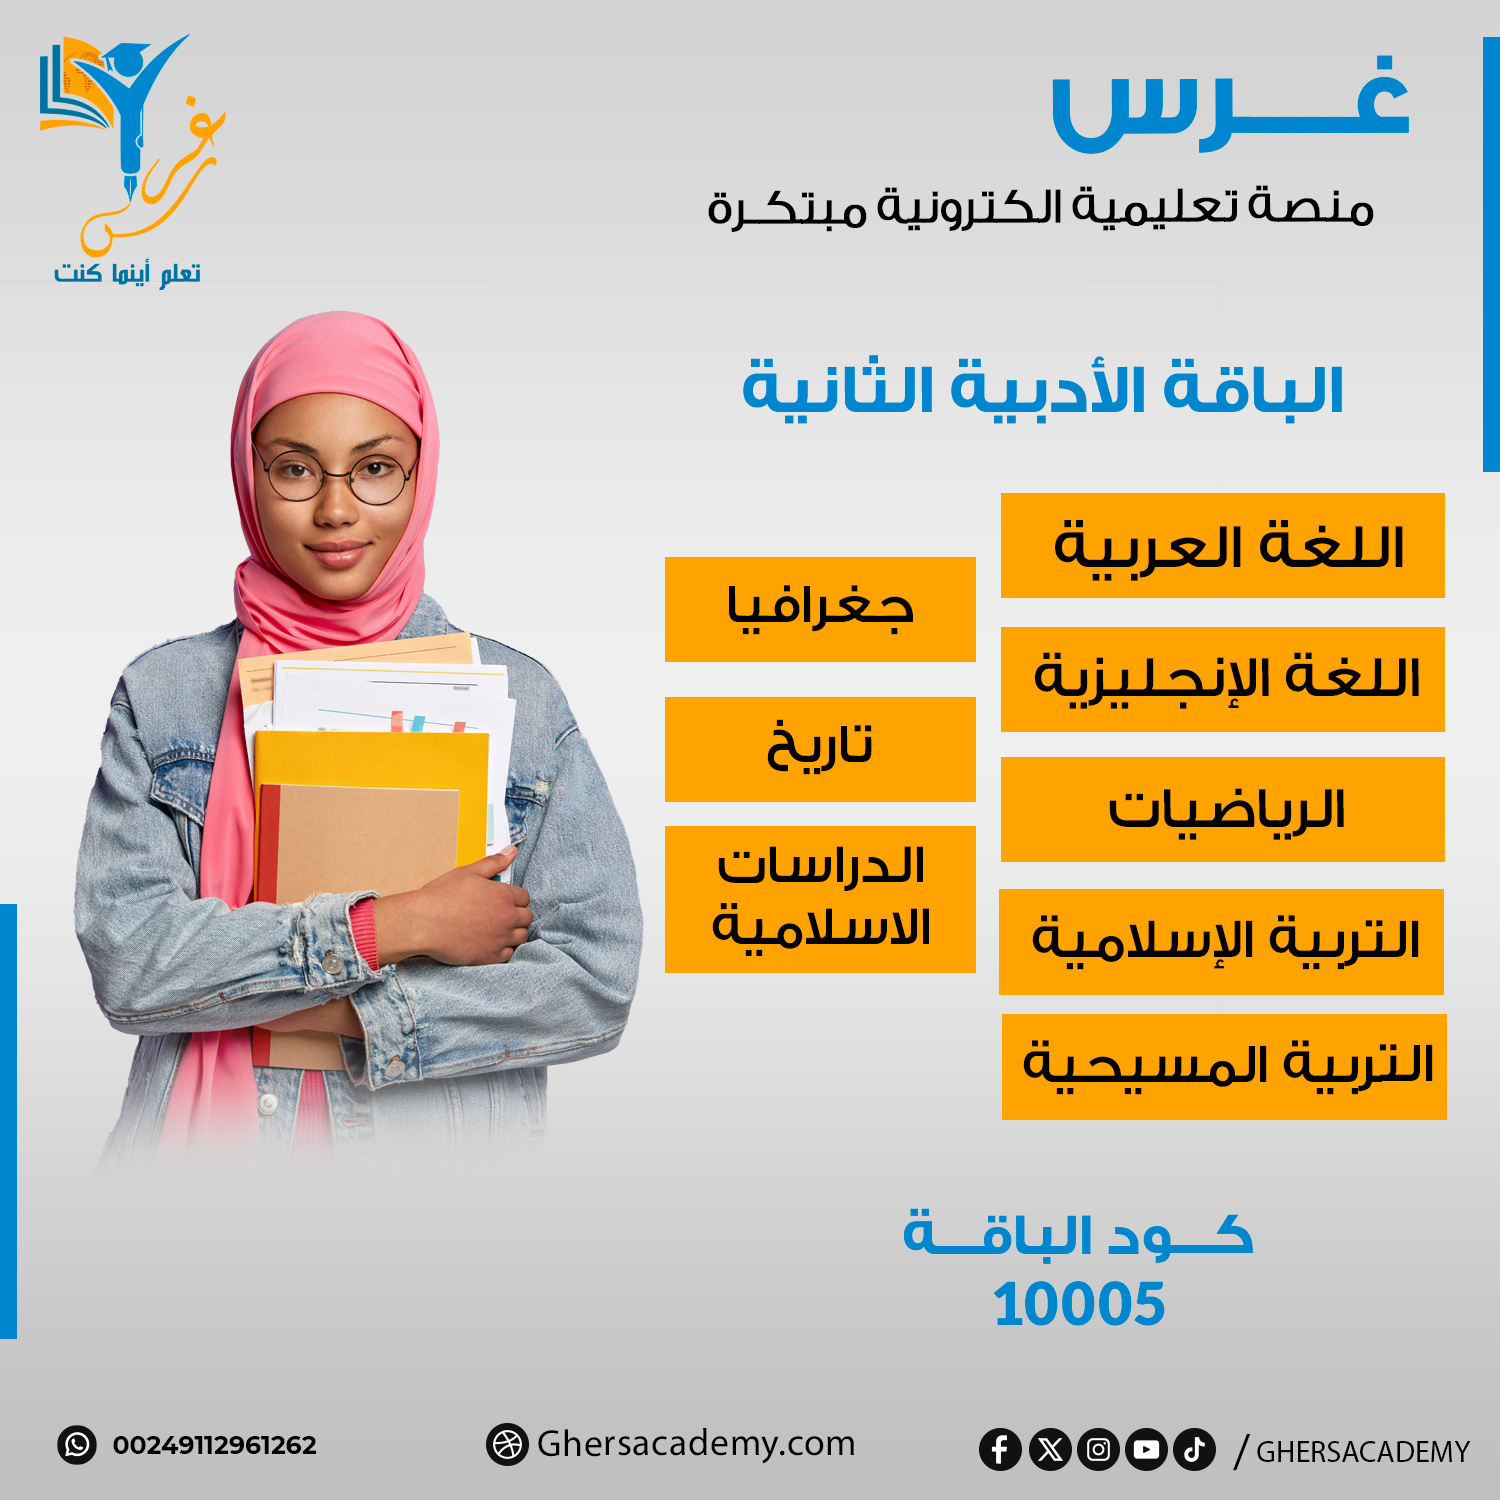 غرس
تعلم أينما كنت
غـــرس
منصة تعليمية الكترونية مبتكـرة
الباقة الأدبية الثانية
اللغة العربية
اللغة الإنجليزية
الرياضيات
التربية الإسلامية
التربية المسيحية
جغرافيا
تاريخ
الدراسات
الاسلامية
كـــود الباقـــة
10005
00249112961262
Ghersacademy.com
/ GHERSACADEMY